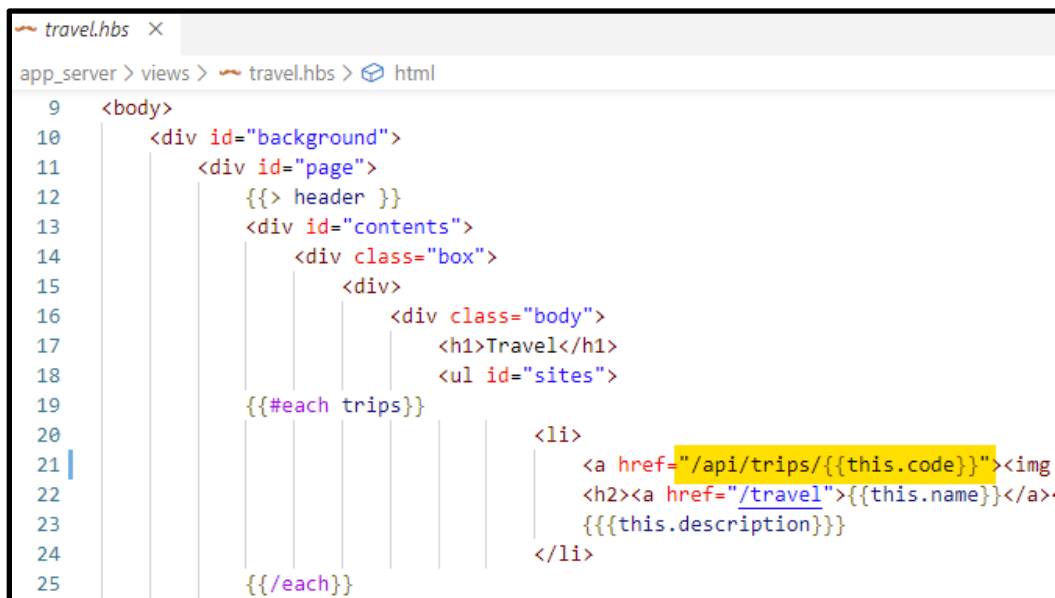 travel.hbs ×
app_server > views > travel.hbs > html
9 <body>
10 <div id="background">
11 <div id="page">
12 {{> header }}
13 <div id="contents">
14 <div class="box">
15 <div>
16 <div class="body">
17 <h1>Travel</h1>
18 <ul id="sites">
19 {{#each trips}}
20 <li>
21 <a href="/api/trips/{{this.code}}"><img
22 <h2><a href="/travel">{{this.name}}</a><
23 {{{this.description}}}
24 </li>
25 {{/each}}